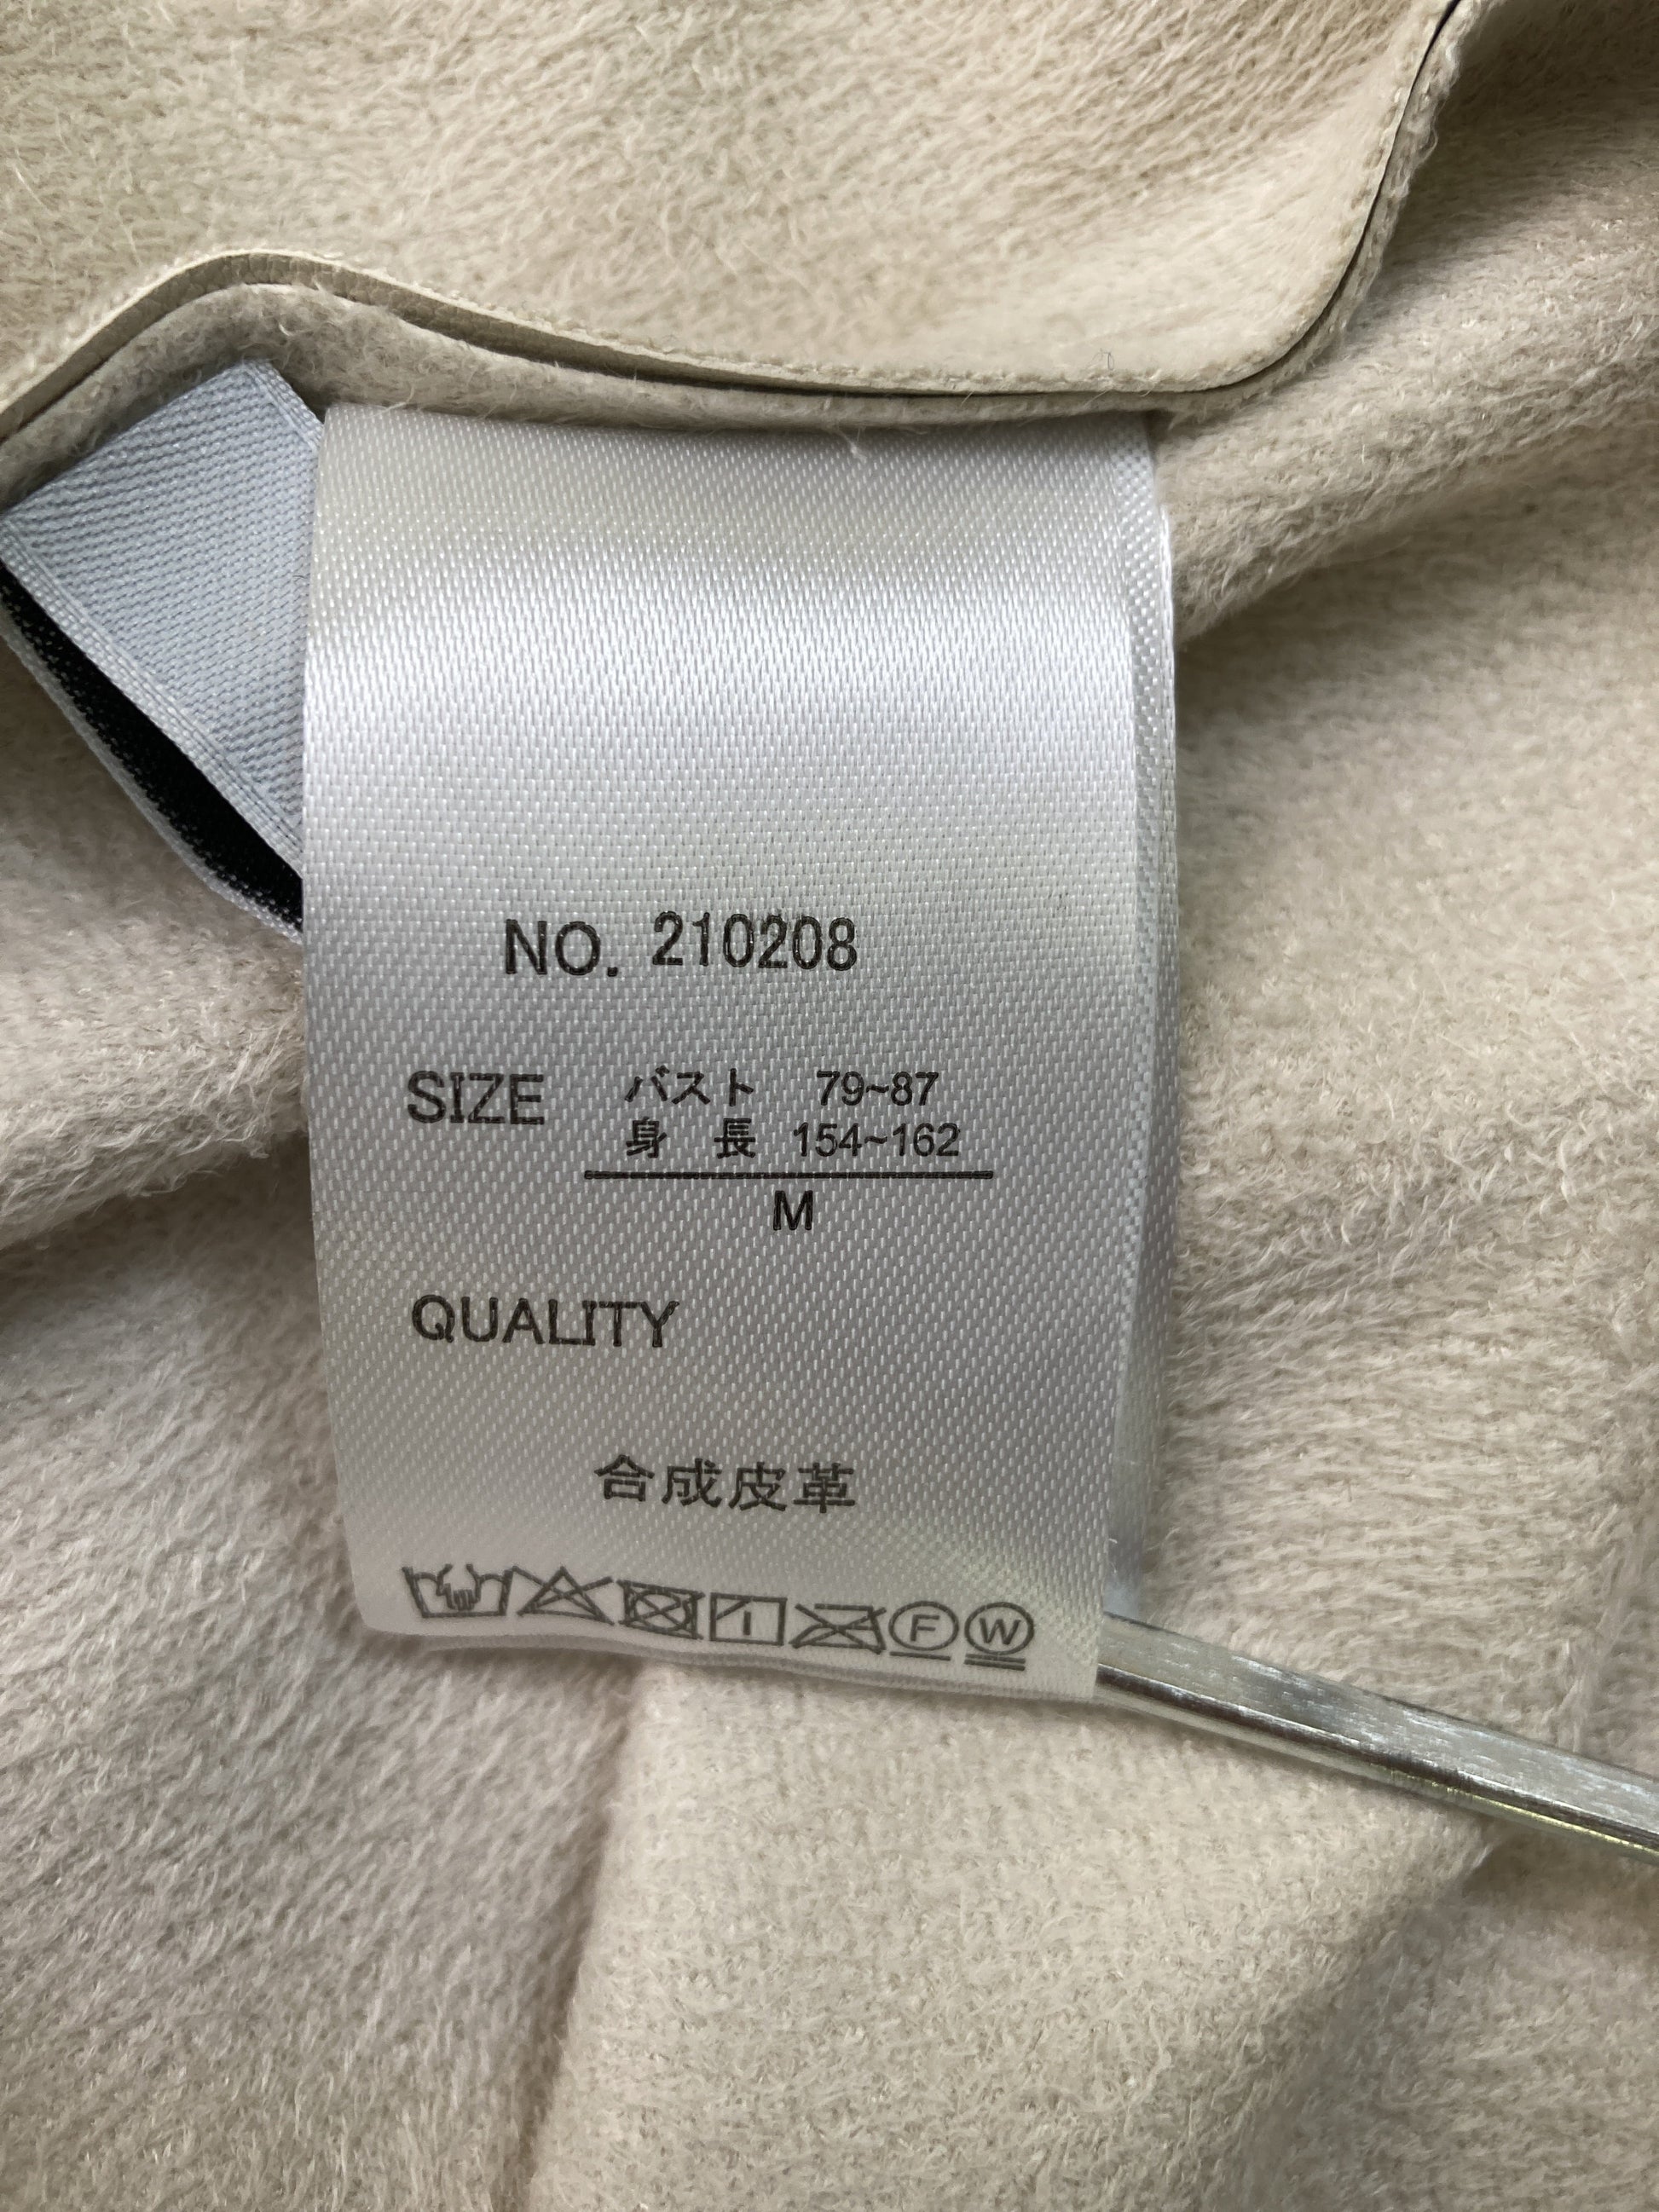 NO. 210208
SIZE バスト 79~87
身 長 154~162
M
QUALITY
合成皮革
F W